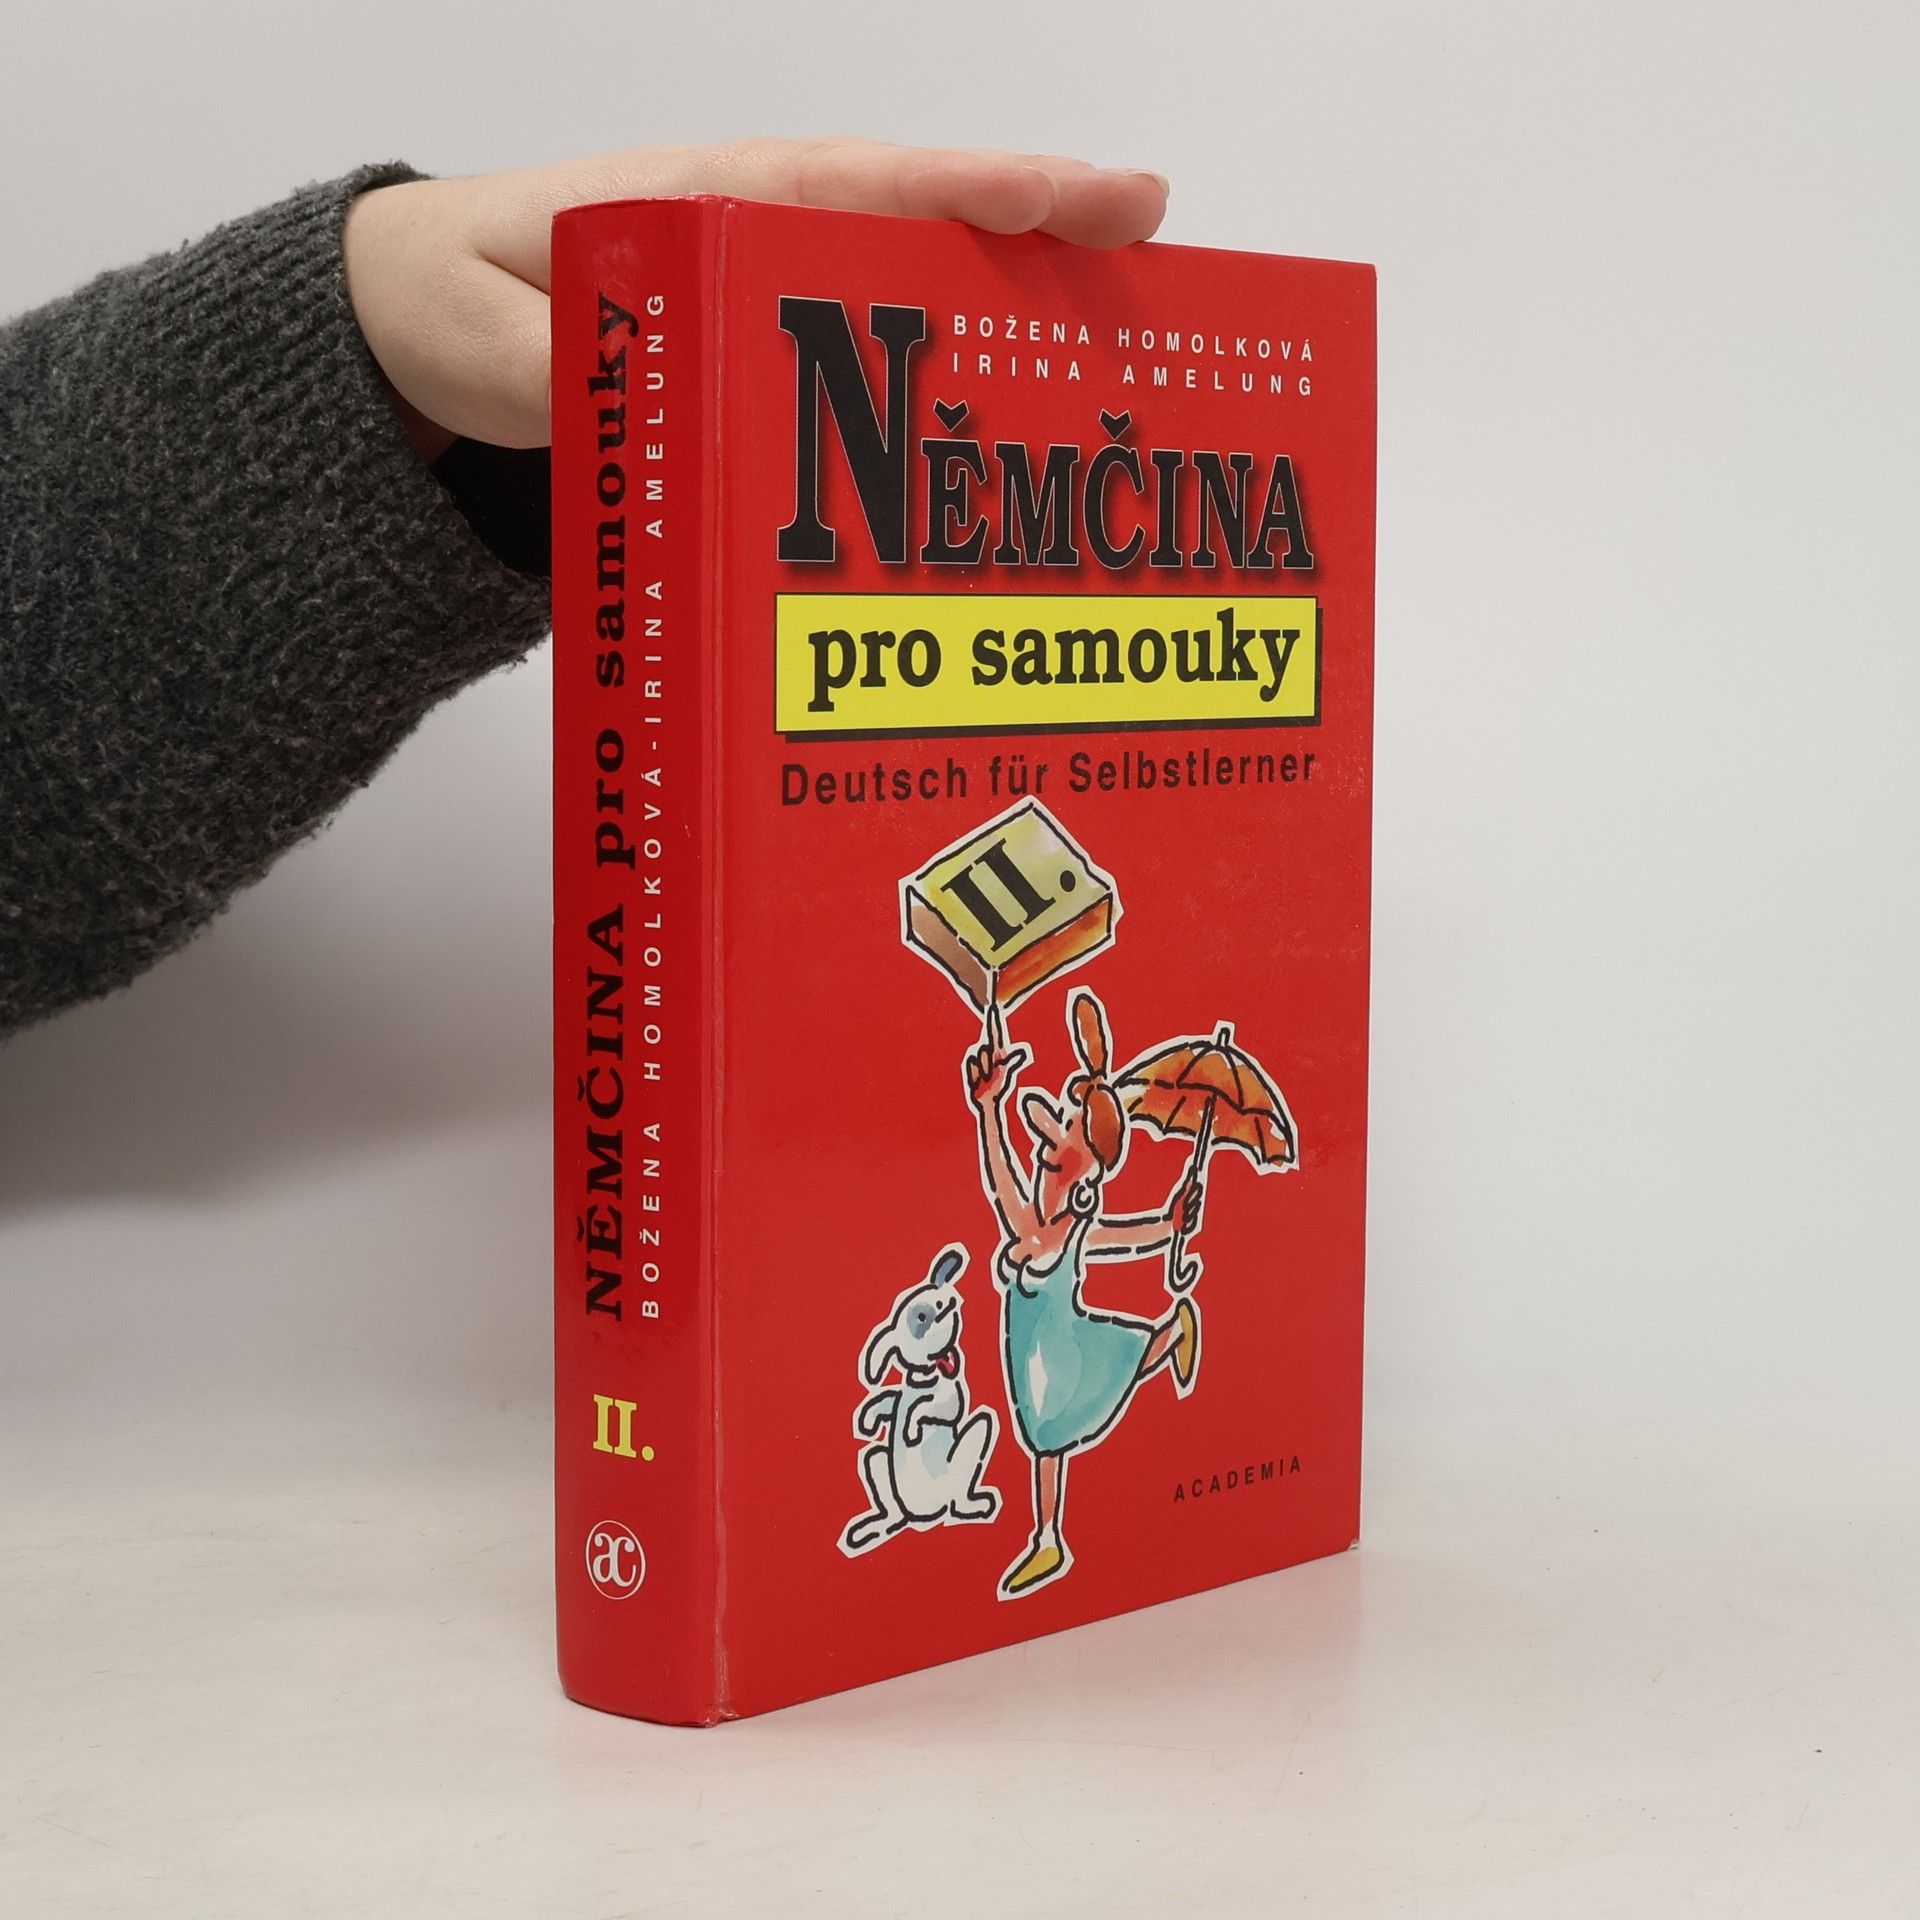 BOŽENA HOMOLKOVÁ
IRINA AMELUNG
NĚMČINA
pro samouky
Deutsch für Selbstlerner
II.
ACADEMIA
NĚMČINA pro samouky
BOŽENA HOMOLKOVÁ-IRINA AMELUNG
II.
ac